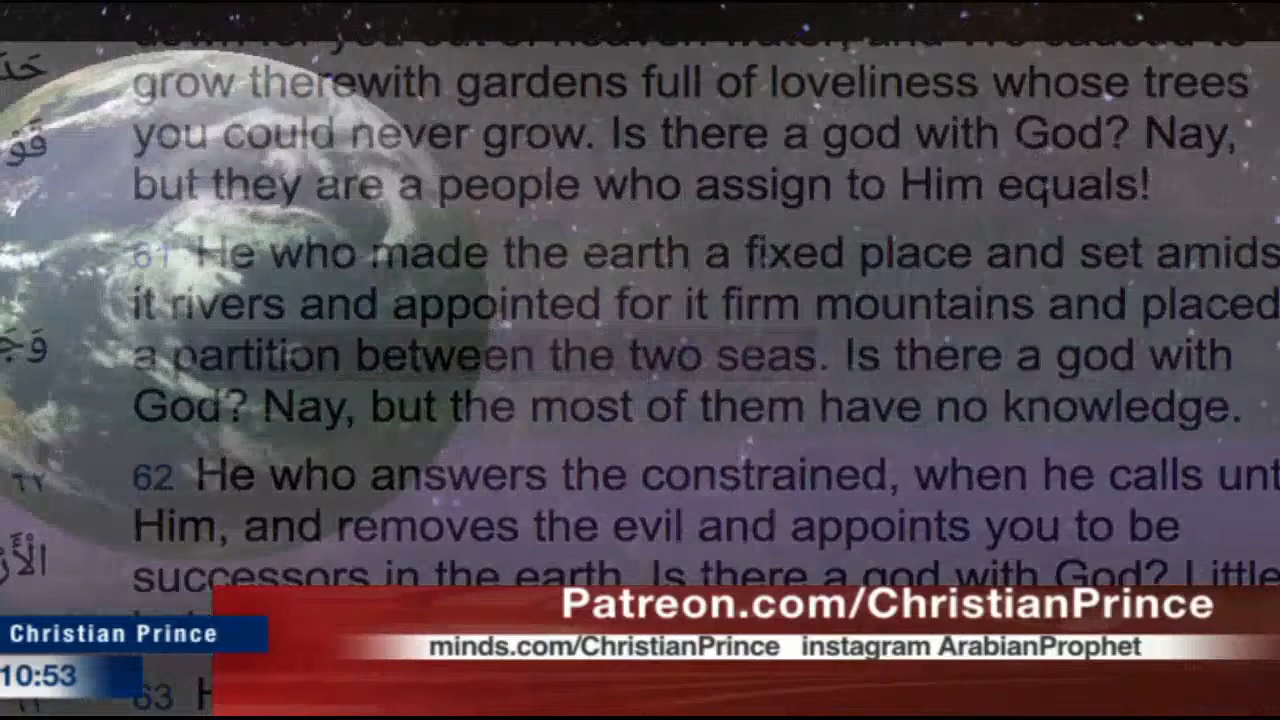 grow therewith gardens full of loveliness whose trees
you could never grow. Is there a god with God? Nay,
but they are a people who assign to Him equals!
61 He who made the earth a fixed place and set amids
it rivers and appointed for it firm mountains and placed
a partition between the two seas. Is there a god with
God? Nay, but the most of them have no knowledge.
62 He who answers the constrained, when he calls unt
Him, and removes the evil and appoints you to be
successors in the earth. Is there a god with God? Little
63 H
حَدَ
فَوْ
وَجَ
٦٢
الْأَرْ
Patreon.com/ChristianPrince
minds.com/ChristianPrince instagram ArabianProphet
Christian Prince
10:53